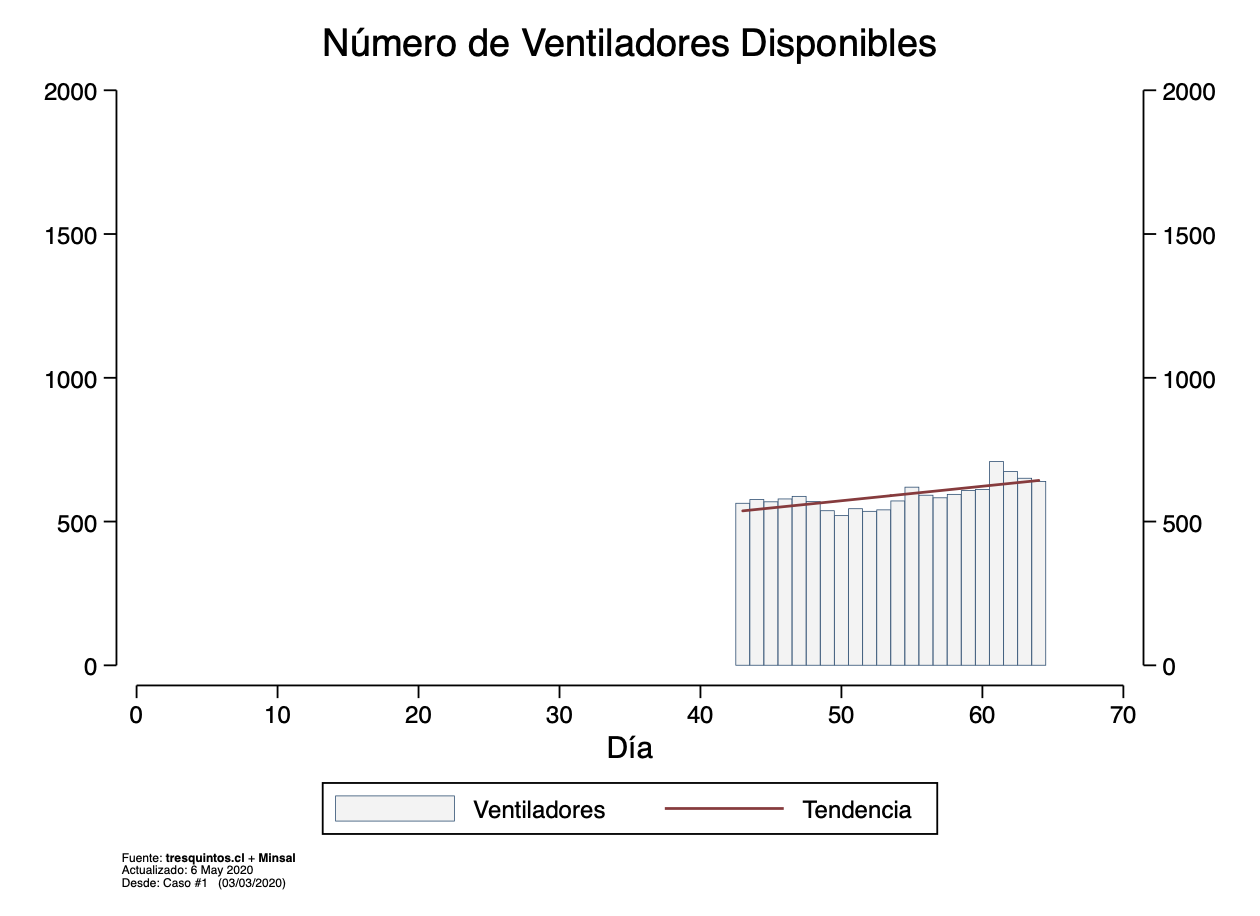 Número de Ventiladores Disponibles
2000 2000
1500 1500
1000 1000
500 500
0 0
0 10 20 30 40 50 60 70
Día
Ventiladores Tendencia
Fuente: tresquintos.cl + Minsal
Actualizado: 6 May 2020
Desde: Caso #1 (03/03/2020)